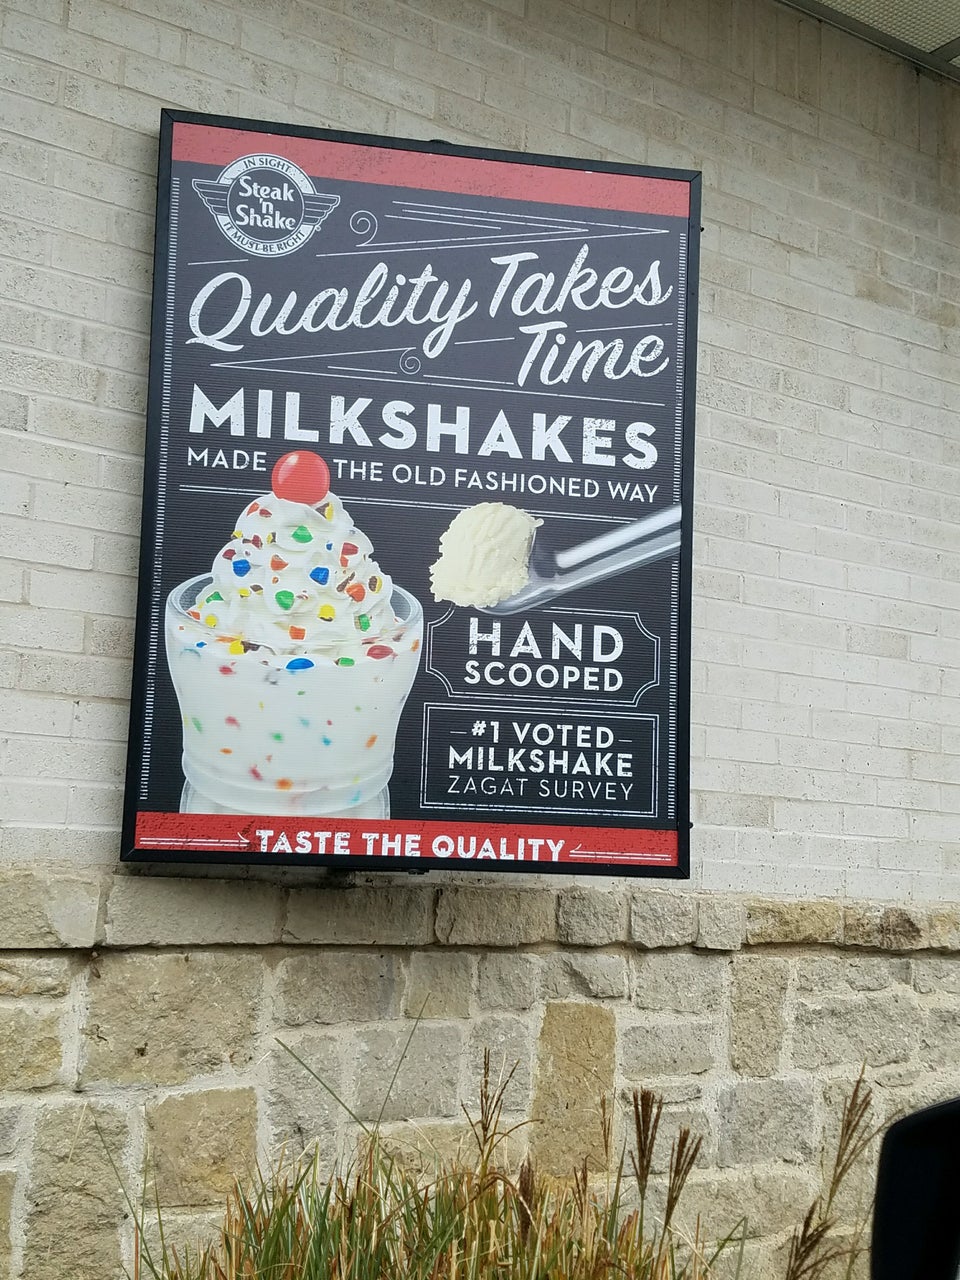 IN SIGHT
Steak
'n
Shake
IT MUST BE RIGHT
Quality Takes
Time
MILKSHAKES
MADE THE OLD FASHIONED WAY
HAND
SCOOPED
#1 VOTED
MILKSHAKE
ZAGAT SURVEY
TASTE THE QUALITY